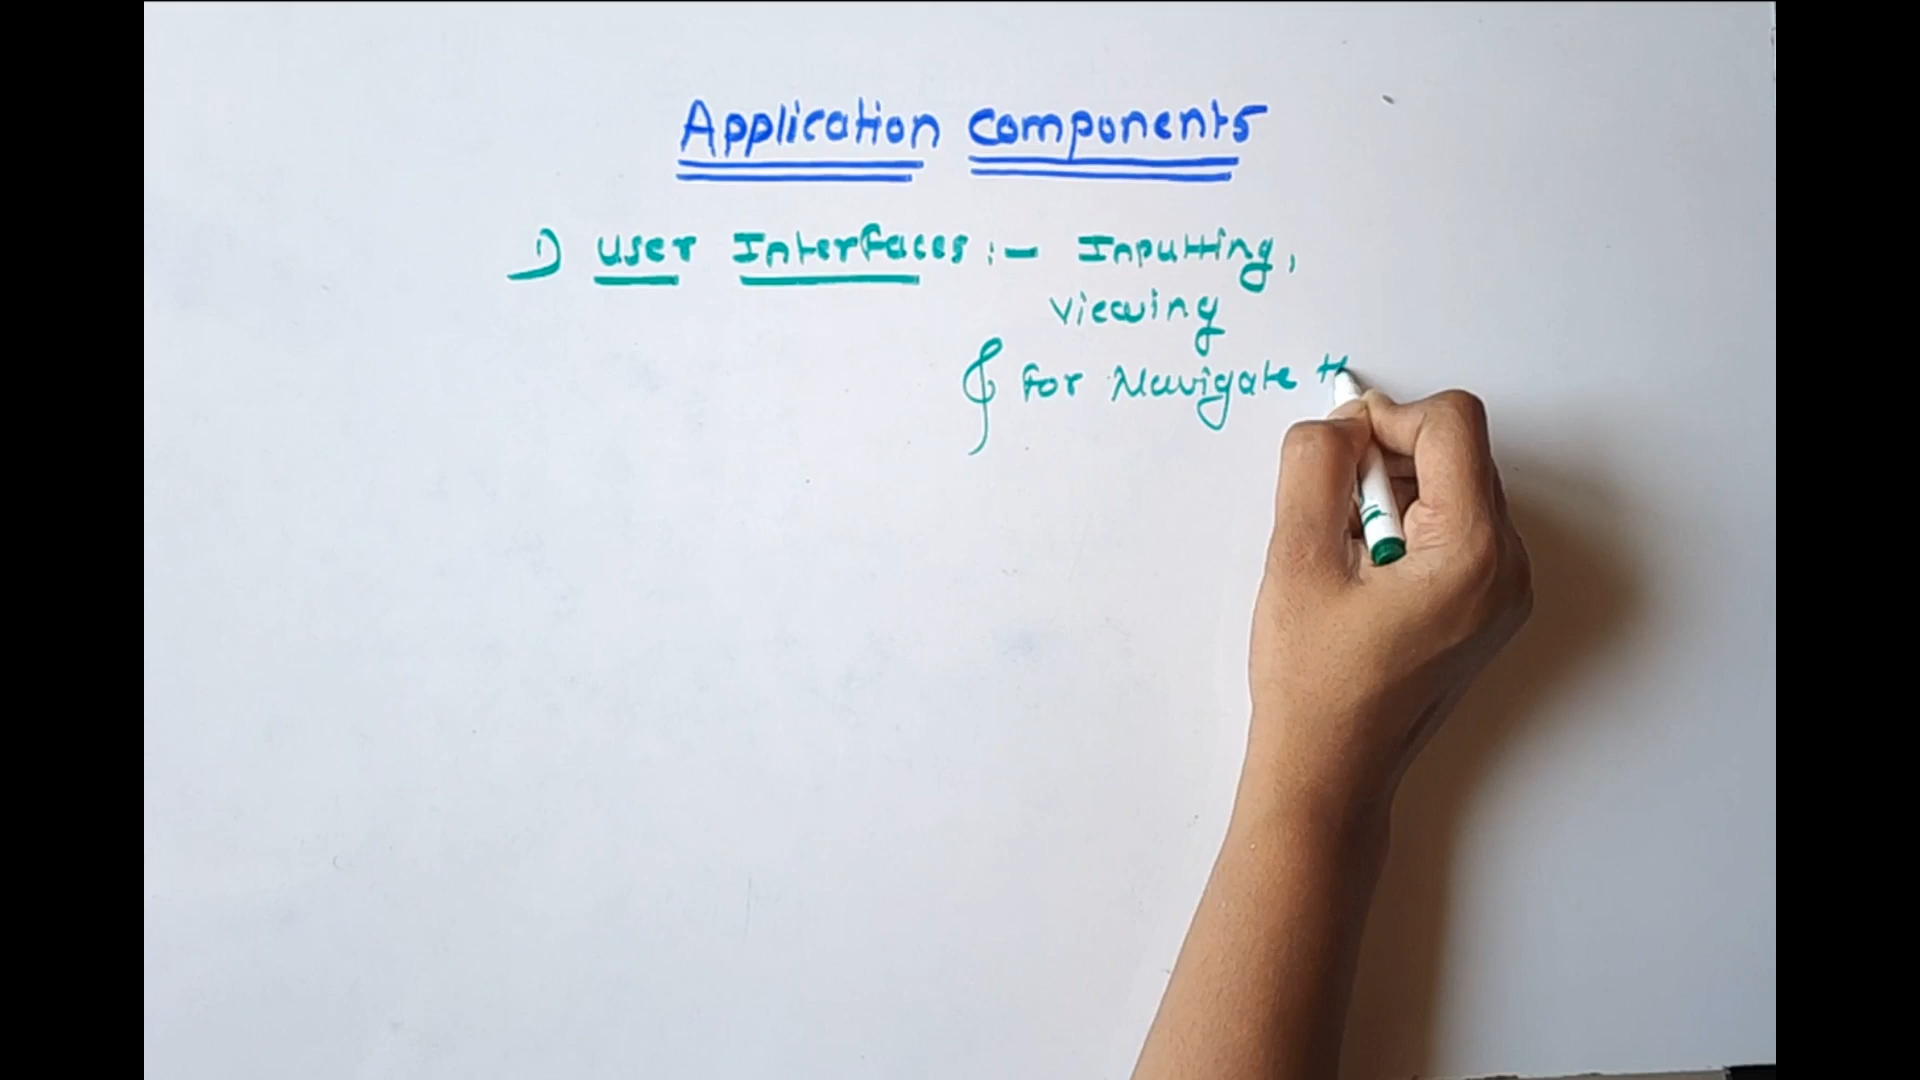 Application Components
1) User Interfaces :- Inputting,
Viewing
& for Navigate